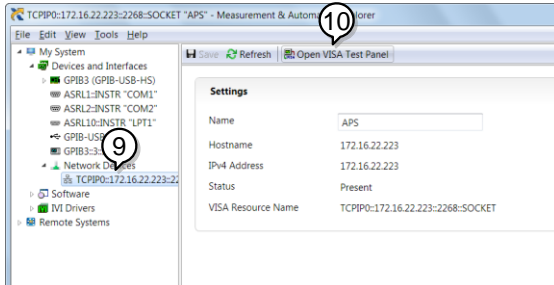 TCPIP0::172.16.22.223::2268::SOCKET "APS" - Measurement & Automa orer
10
File Edit View Tools Help
My System
Devices and Interfaces
GPIB3 (GPIB-USB-HS)
ASRL1::INSTR "COM1"
ASRL2::INSTR "COM2"
ASRL10::INSTR "LPT1"
GPIB-USB
GPIB3::3::
9
Network Devices
TCPIP0::172.16.22.223::22
Software
IVI Drivers
Remote Systems
Save Refresh Open VISA Test Panel
Settings
Name APS
Hostname 172.16.22.223
IPv4 Address 172.16.22.223
Status Present
VISA Resource Name TCPIP0::172.16.22.223::2268::SOCKET